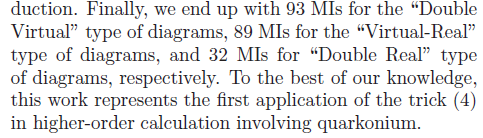 duction. Finally, we end up with 93 MIs for the “Double
Virtual” type of diagrams, 89 MIs for the “Virtual-Real”
type of diagrams, and 32 MIs for “Double Real” type
of diagrams, respectively. To the best of our knowledge,
this work represents the first application of the trick (4)
in higher-order calculation involving quarkonium.